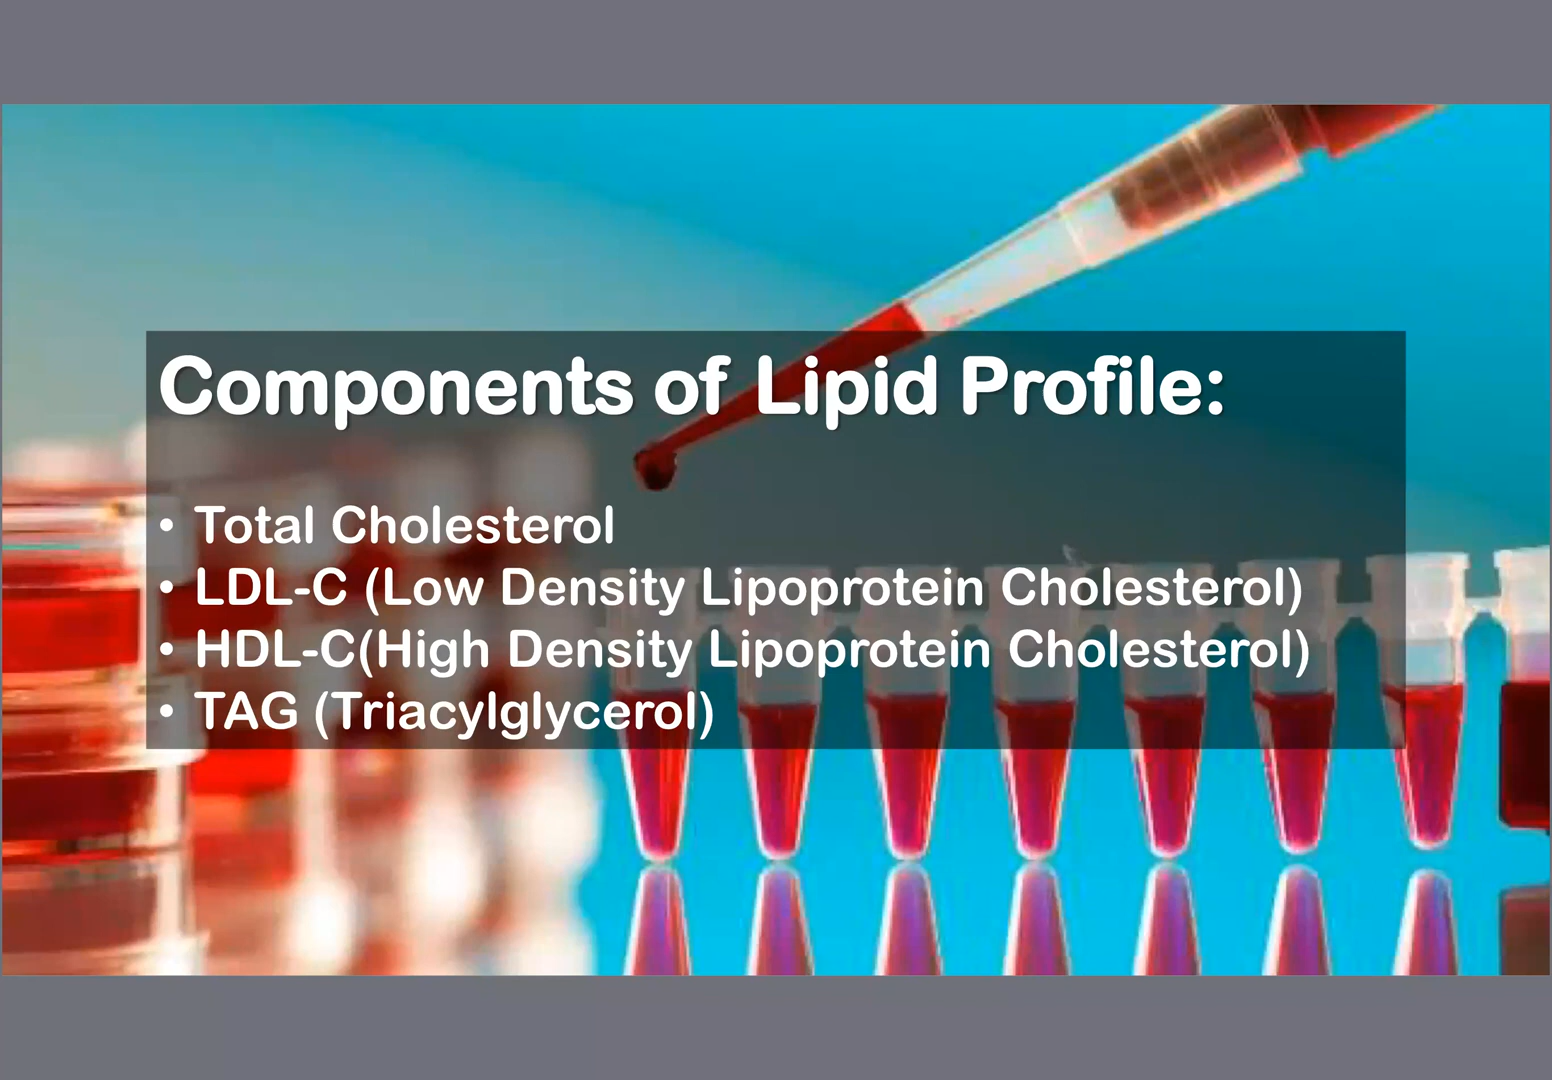 Components of Lipid Profile:
• Total Cholesterol
• LDL-C (Low Density Lipoprotein Cholesterol)
• HDL-C(High Density Lipoprotein Cholesterol)
• TAG (Triacylglycerol)